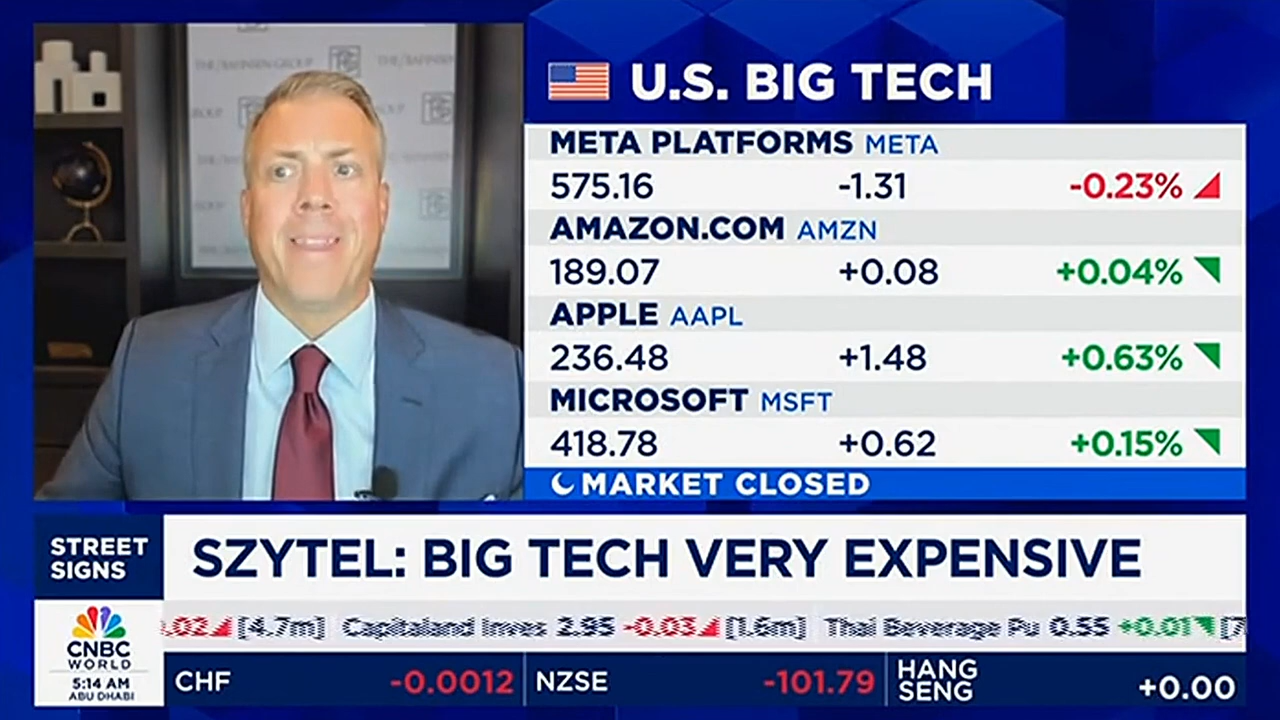 THE/BAHNSEN GROUP
U.S. BIG TECH
META PLATFORMS META
575.16 -1.31 -0.23%
AMAZON.COM AMZN
189.07 +0.08 +0.04%
APPLE AAPL
236.48 +1.48 +0.63%
MICROSOFT MSFT
418.78 +0.62 +0.15%
MARKET CLOSED
STREET
SIGNS
SZYTEL: BIG TECH VERY EXPENSIVE
.02 [4.7m] Capitaland Inves 2.95 -0.03 [1.6m] Thai Beverage Pu 0.55 +0.01
CNBC
WORLD
5:14 AM
ABU DHABI
CHF -0.0012 NZSE -101.79 HANG SENG +0.00